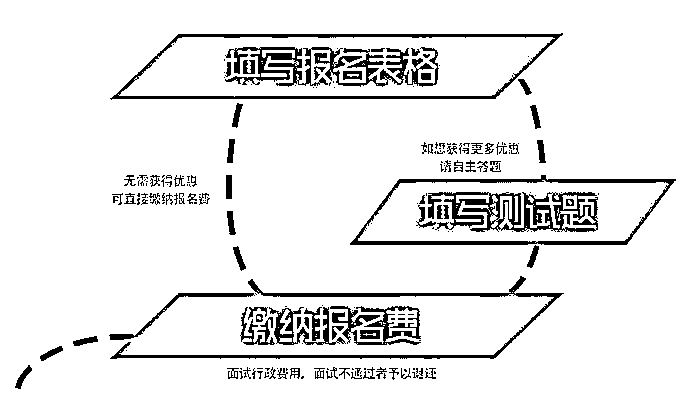 填写报名表格
如想获得更多优惠
请自主答题
无需获得优惠
可直接缴纳报名费
填写测试题
缴纳报名费
面试行政费用，面试不通过者予以退还